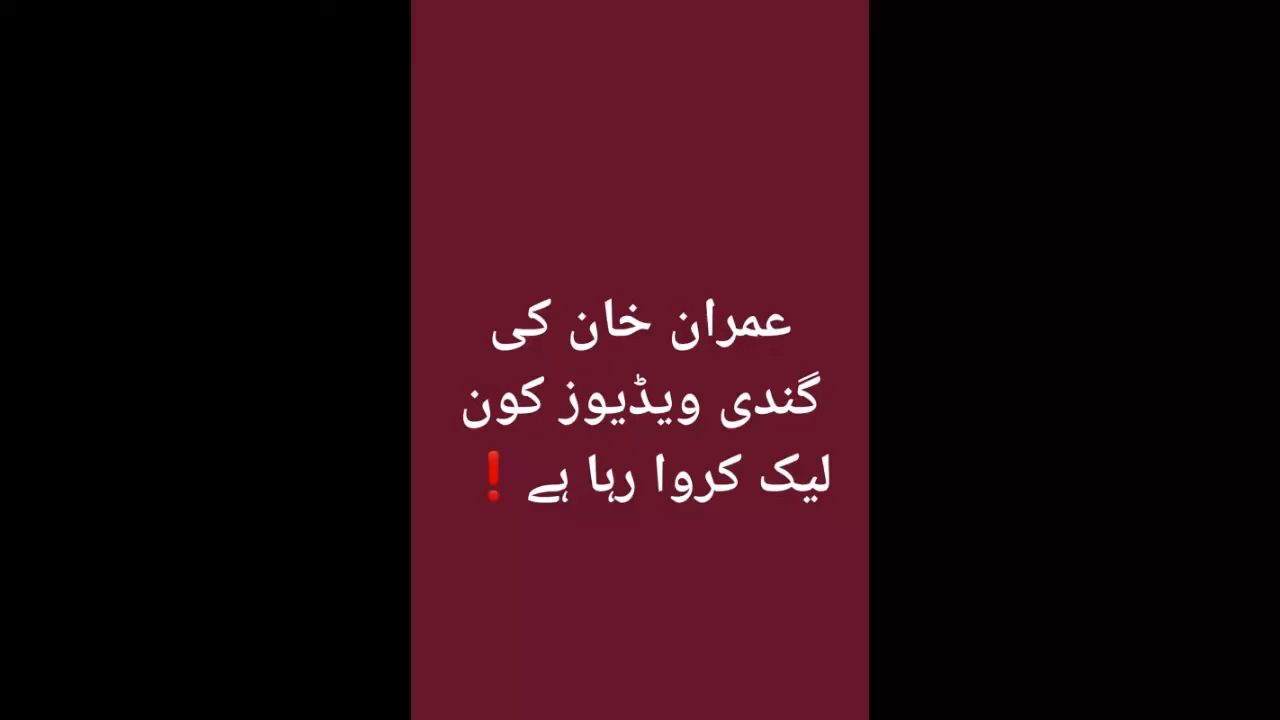 عمران خان کی
گندی ویڈیوز کون
لیک کروا رہا ہے❗